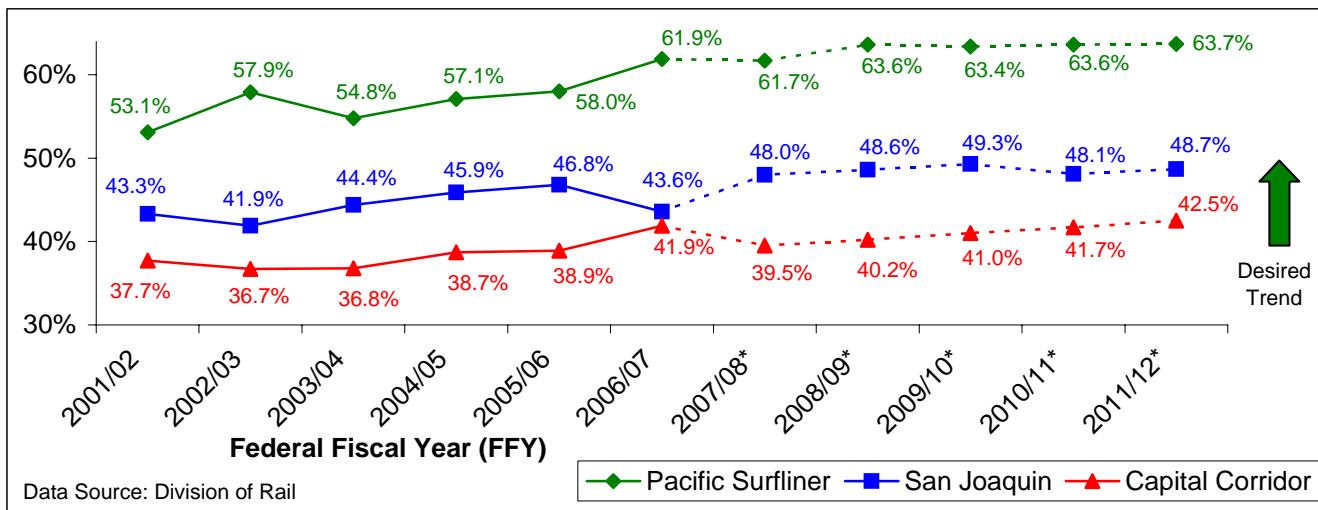 61.9% 61.7% 63.6% 63.4% 63.6% 63.7%
60%
53.1% 57.9% 54.8% 57.1% 58.0%
50%
43.3% 41.9% 44.4% 45.9% 46.8% 43.6% 48.0% 48.6% 49.3% 48.1% 48.7%
40%
37.7% 36.7% 36.8% 38.7% 38.9% 41.9% 39.5% 40.2% 41.0% 41.7% 42.5%
30%
Desired
Trend
2001/02 2002/03 2003/04 2004/05 2005/06 2006/07 2007/08* 2008/09* 2009/10* 2010/11* 2011/12*
Federal Fiscal Year (FFY)
Data Source: Division of Rail
Pacific Surfliner San Joaquin Capital Corridor